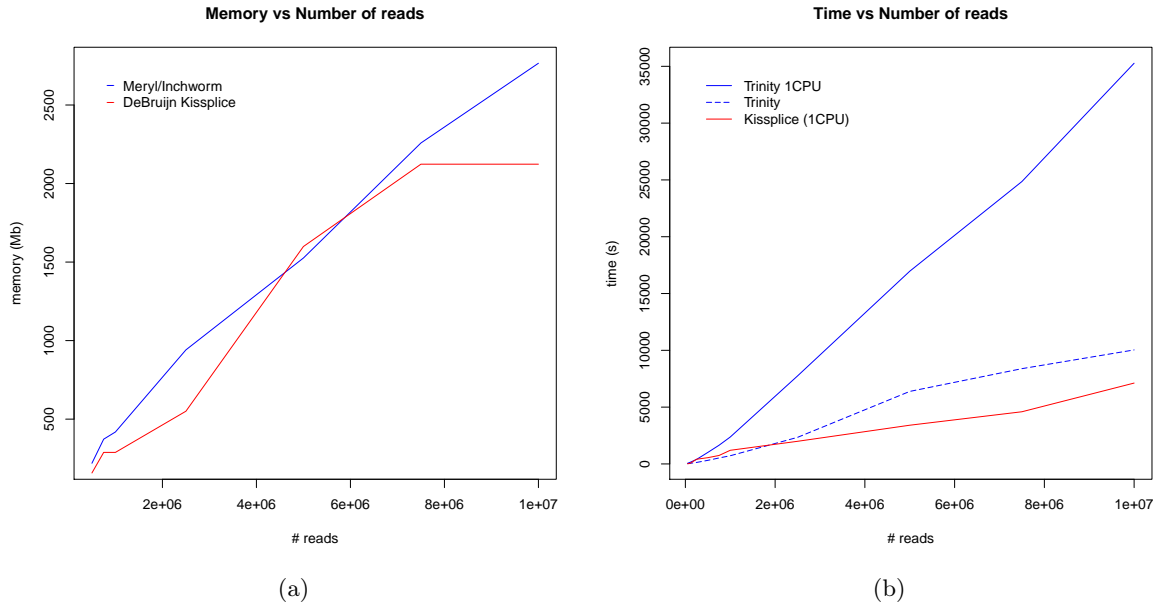 Memory vs Number of reads
Meryl/Inchworm
DeBruijn Kissplice
memory (Mb)
2500
2000
1500
1000
500
2e+06 4e+06 6e+06 8e+06 1e+07
# reads
(a)
Time vs Number of reads
Trinity 1CPU
Trinity
Kissplice (1CPU)
time (s)
35000
30000
25000
20000
15000
10000
5000
0
0e+00 2e+06 4e+06 6e+06 8e+06 1e+07
# reads
(b)